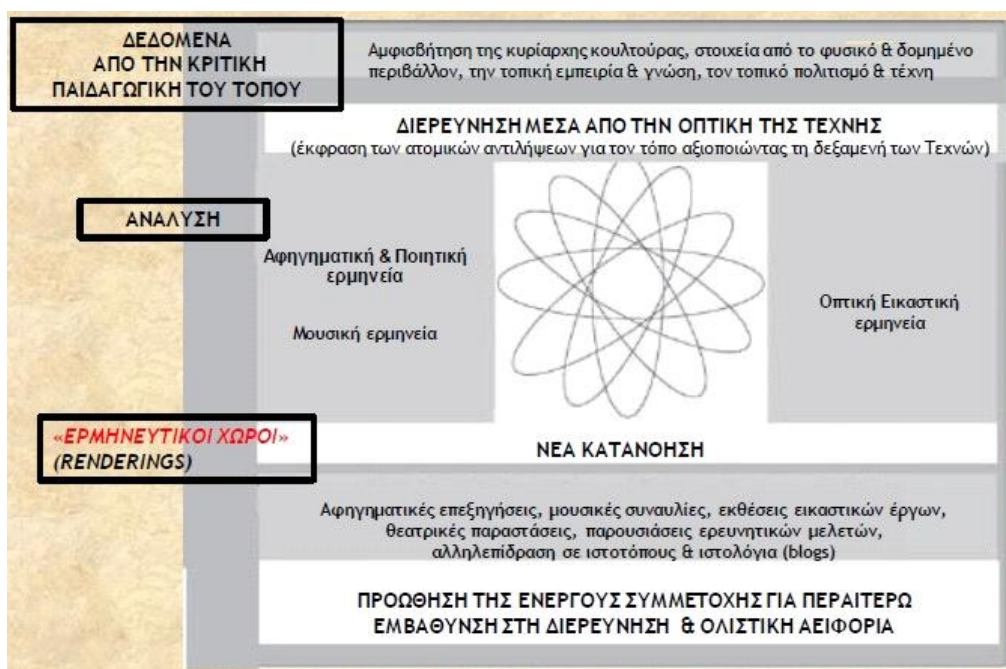 ΔΕΔΟΜΕΝΑ
ΑΠΟ ΤΗΝ ΚΡΙΤΙΚΗ
ΠΑΙΔΑΓΩΓΙΚΗ ΤΟΥ ΤΟΠΟΥ
Αμφισβήτηση της κυρίαρχης κουλτούρας, στοιχεία από το φυσικό & δομημένο
περιβάλλον, την τοπική εμπειρία & γνώση, τον τοπικό πολιτισμό & τέχνη
ΔΙΕΡΕΥΝΗΣΗ ΜΕΣΑ ΑΠΟ ΤΗΝ ΟΠΤΙΚΗ ΤΗΣ ΤΕΧΝΗΣ
(έκφραση των ατομικών αντιλήψεων για τον τόπο αξιοποιώντας τη δεξαμενή των Τεχνών)
ΑΝΑΛΥΣΗ
Αφηγηματική & Ποιητική
ερμηνεία
Μουσική ερμηνεία
Οπτική Εικαστική
ερμηνεία
«ΕΡΜΗΝΕΥΤΙΚΟΙ ΧΩΡΟΙ»
(RENDERINGS)
ΝΕΑ ΚΑΤΑΝΟΗΣΗ
Αφηγηματικές επεξηγήσεις, μουσικές συναυλίες, εκθέσεις εικαστικών έργων,
θεατρικές παραστάσεις, παρουσιάσεις ερευνητικών μελετών,
αλληλεπίδραση σε ιστοτόπους & ιστολόγια (blogs)
ΠΡΟΩΘΗΣΗ ΤΗΣ ΕΝΕΡΓΟΥΣ ΣΥΜΜΕΤΟΧΗΣ ΓΙΑ ΠΕΡΑΙΤΕΡΩ
ΕΜΒΑΘΥΝΣΗ ΣΤΗ ΔΙΕΡΕΥΝΗΣΗ & ΟΛΙΣΤΙΚΗ ΑΕΙΦΟΡΙΑ